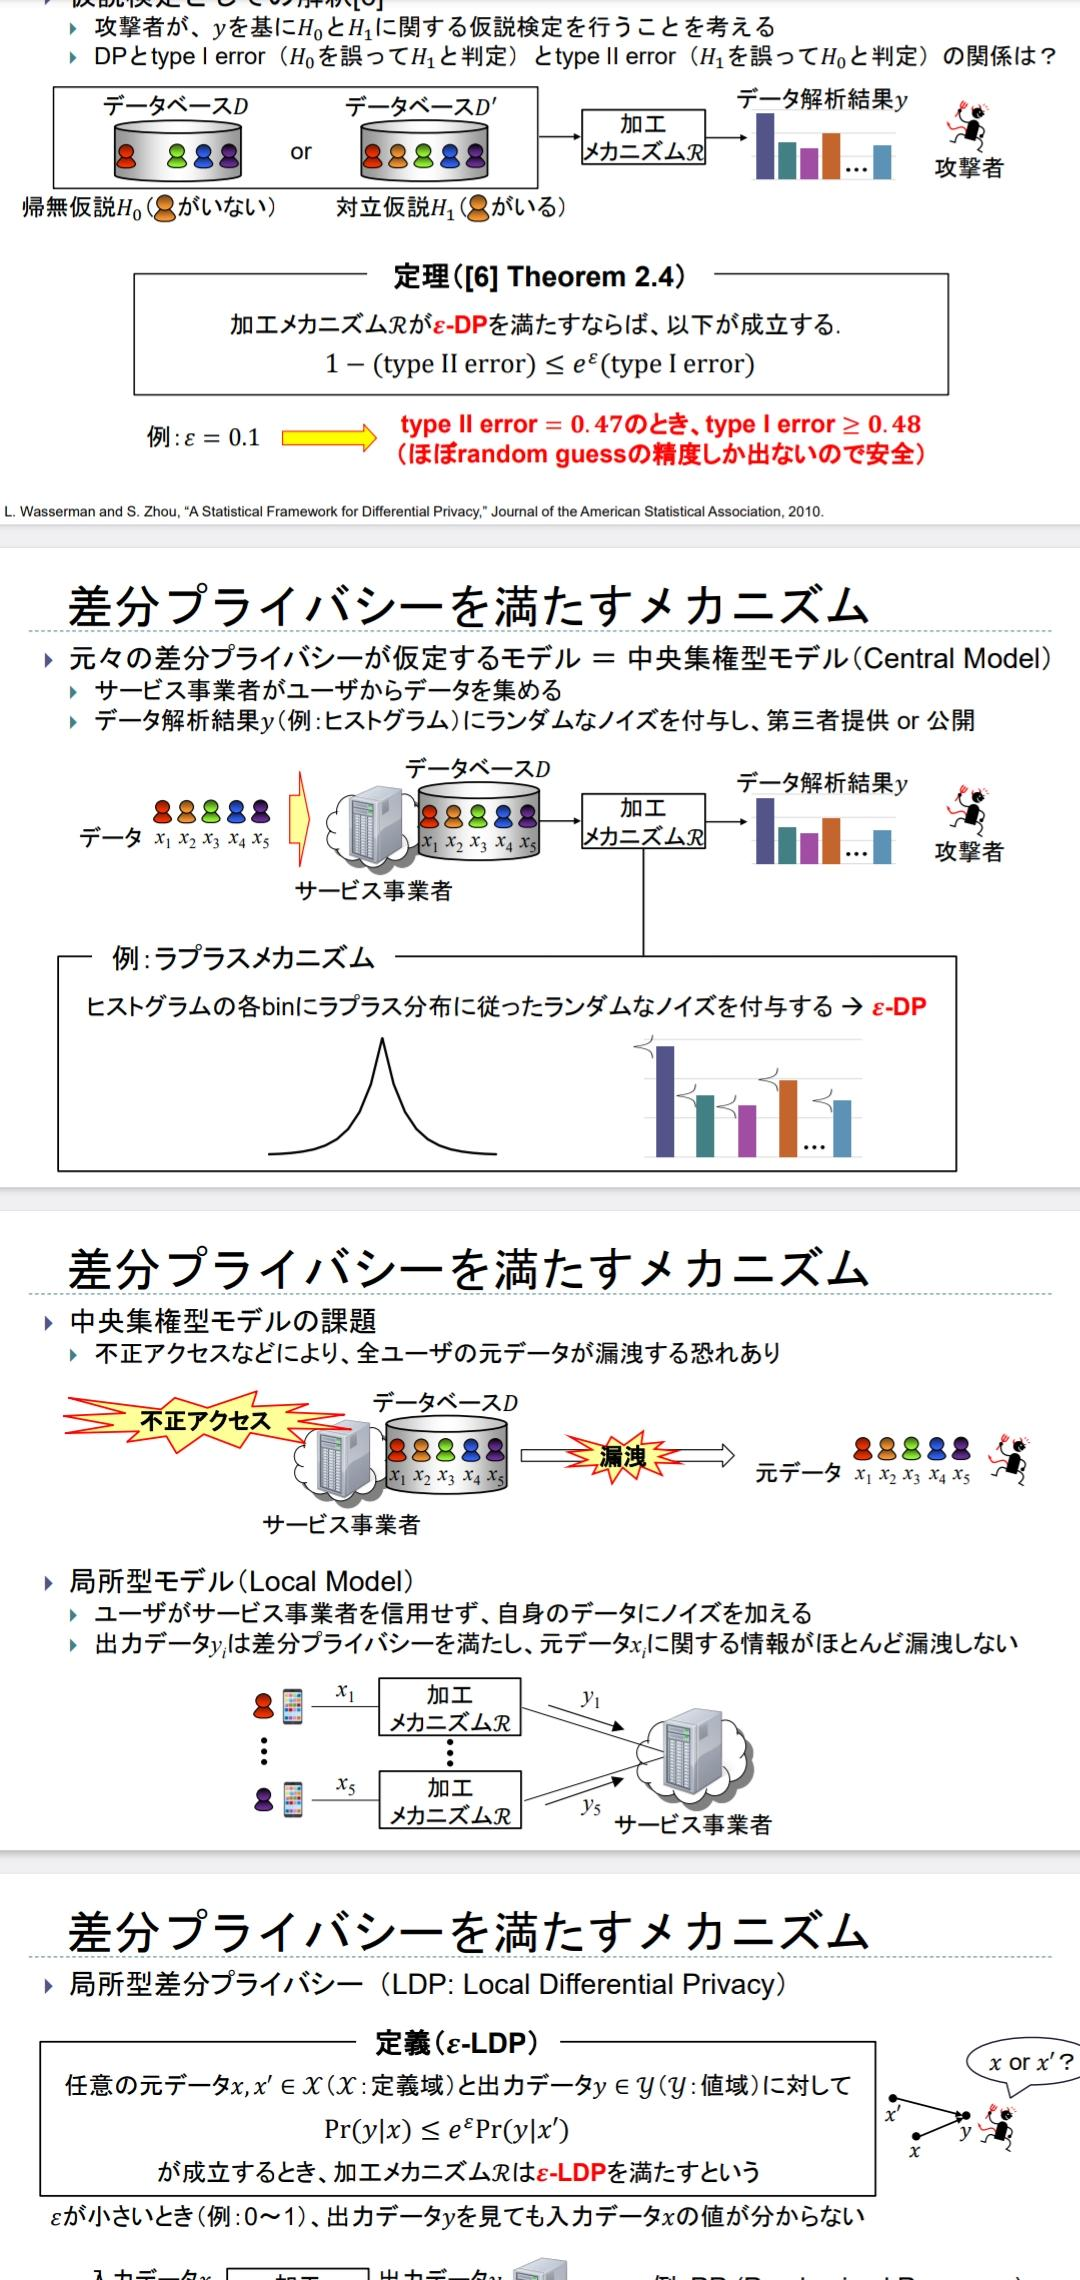 仮説検定としての解釈[6]
攻撃者が、yを基にH₀とH₁に関する仮説検定を行うことを考える
DPとtype I error（H₀を誤ってH₁と判定）とtype II error（H₁を誤ってH₀と判定）の関係は？
データベースD
データベースD′
データ解析結果y
or
加工
メカニズムℛ
…
攻撃者
帰無仮説H₀（がいない）
対立仮説H₁（がいる）
定理（[6] Theorem 2.4）
加工メカニズムℛがε-DPを満たすならば、以下が成立する.
1 − (type II error) ≤ e^ε(type I error)
例：ε = 0.1
type II error = 0.47のとき、type I error ≥ 0.48
（ほぼrandom guessの精度しか出ないので安全）
L. Wasserman and S. Zhou, “A Statistical Framework for Differential Privacy,” Journal of the American Statistical Association, 2010.
差分プライバシーを満たすメカニズム
元々の差分プライバシーが仮定するモデル ＝ 中央集権型モデル（Central Model）
サービス事業者がユーザからデータを集める
データ解析結果y（例：ヒストグラム）にランダムなノイズを付与し、第三者提供 or 公開
データベースD
データ解析結果y
データ x₁ x₂ x₃ x₄ x₅
x₁ x₂ x₃ x₄ x₅
加工
メカニズムℛ
…
攻撃者
サービス事業者
例：ラプラスメカニズム
ヒストグラムの各binにラプラス分布に従ったランダムなノイズを付与する → ε-DP
…
差分プライバシーを満たすメカニズム
中央集権型モデルの課題
不正アクセスなどにより、全ユーザの元データが漏洩する恐れあり
データベースD
不正アクセス
x₁ x₂ x₃ x₄ x₅
漏洩
元データ x₁ x₂ x₃ x₄ x₅
サービス事業者
局所型モデル（Local Model）
ユーザがサービス事業者を信用せず、自身のデータにノイズを加える
出力データyᵢは差分プライバシーを満たし、元データxᵢに関する情報がほとんど漏洩しない
x₁
加工
メカニズムℛ
y₁
x₅
加工
メカニズムℛ
y₅
サービス事業者
差分プライバシーを満たすメカニズム
局所型差分プライバシー（LDP: Local Differential Privacy）
定義（ε-LDP）
任意の元データx, x′ ∈ 𝒳（𝒳：定義域）と出力データy ∈ 𝒴（𝒴：値域）に対して
Pr(y|x) ≤ e^εPr(y|x′)
が成立するとき、加工メカニズムℛはε-LDPを満たすという
x or x′？
x′
y
x
εが小さいとき（例：0～1）、出力データyを見ても入力データxの値が分からない
入力データx
加工
出力データy